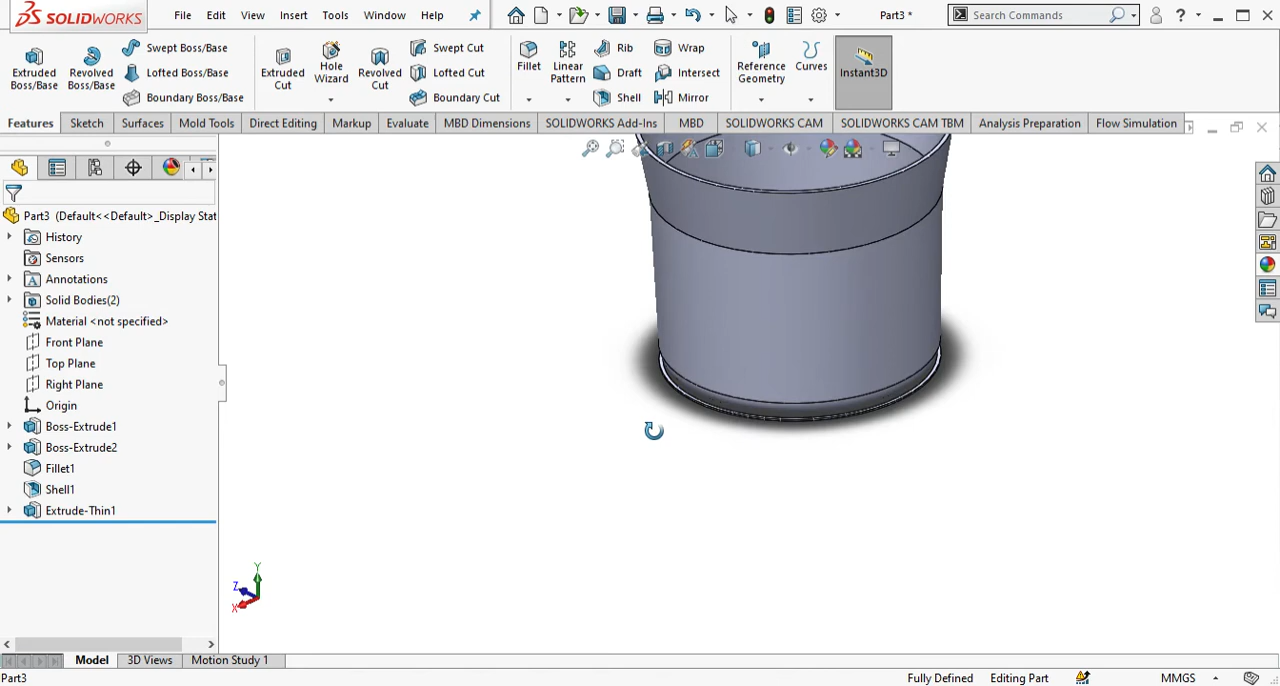 SOLIDWORKS File Edit View Insert Tools Window Help Part3 * Search Commands ?
Extruded Boss/Base Revolved Boss/Base Swept Boss/Base Lofted Boss/Base Boundary Boss/Base Extruded Cut Hole Wizard Revolved Cut Swept Cut Lofted Cut Boundary Cut Fillet Linear Pattern Rib Draft Shell Wrap Intersect Mirror Reference Geometry Curves Instant3D
Features Sketch Surfaces Mold Tools Direct Editing Markup Evaluate MBD Dimensions SOLIDWORKS Add-Ins MBD SOLIDWORKS CAM SOLIDWORKS CAM TBM Analysis Preparation Flow Simulation
Part3 (Default<<Default>_Display Stat
History
Sensors
Annotations
Solid Bodies(2)
Material <not specified>
Front Plane
Top Plane
Right Plane
Origin
Boss-Extrude1
Boss-Extrude2
Fillet1
Shell1
Extrude-Thin1
Y
Z
X
Model 3D Views Motion Study 1
Part3 Fully Defined Editing Part MMGS